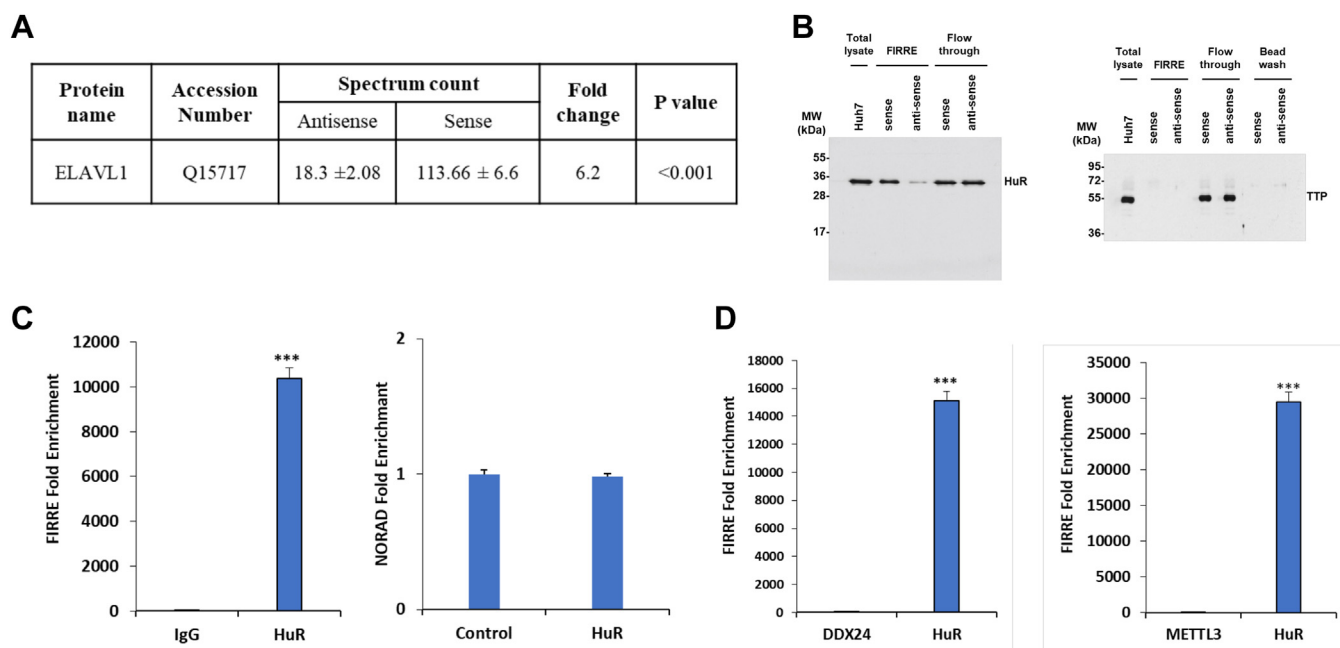 A
Protein name
Accession Number
Spectrum count
Fold change
P value
Antisense
Sense
ELAVL1
Q15717
18.3 ±2.08
113.66 ± 6.6
6.2
<0.001
B
Total lysate
FIRRE
Flow through
Huh7
sense
anti-sense
sense
anti-sense
MW (kDa)
55-
36-
28-
17-
HuR
Total lysate
FIRRE
Flow through
Bead wash
Huh7
sense
anti-sense
sense
anti-sense
sense
anti-sense
MW (kDa)
95-
72-
55-
36-
TTP
C
FIRRE Fold Enrichment
12000
10000
8000
6000
4000
2000
0
***
IgG
HuR
NORAD Fold Enrichmant
2
1
0
Control
HuR
D
FIRRE Fold Enrichment
18000
16000
14000
12000
10000
8000
6000
4000
2000
0
***
DDX24
HuR
FIRRE Fold Enrichment
35000
30000
25000
20000
15000
10000
5000
0
***
METTL3
HuR